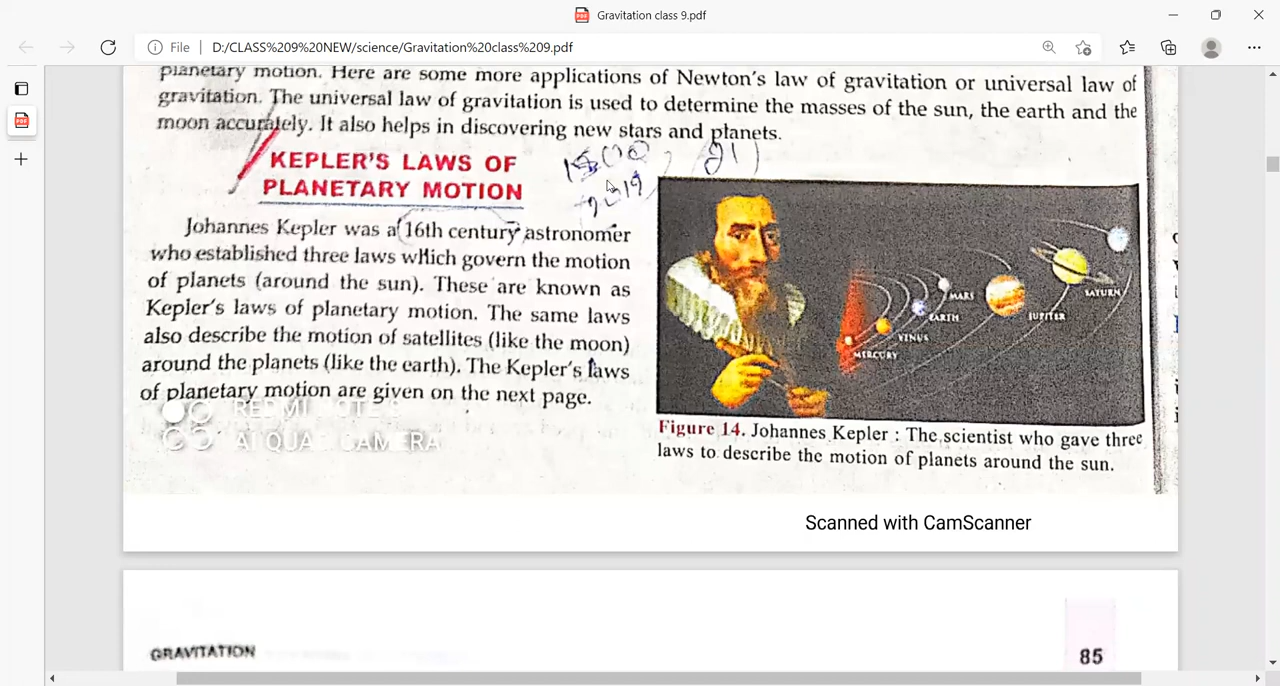 Gravitation class 9.pdf
File | D:/CLASS%209%20NEW/science/Gravitation%20class%209.pdf
planetary motion. Here are some more applications of Newton's law of gravitation or universal law of
gravitation. The universal law of gravitation is used to determine the masses of the sun, the earth and the
moon accurately. It also helps in discovering new stars and planets.
KEPLER'S LAWS OF
PLANETARY MOTION
Johannes Kepler was a 16th century astronomer
who established three laws which govern the motion
of planets (around the sun). These are known as
Kepler's laws of planetary motion. The same laws
also describe the motion of satellites (like the moon)
around the planets (like the earth). The Kepler's laws
of planetary motion are given on the next page.
REDMI NOTE 8
AI QUAD CAMERA
MERCURY
VENUS
EARTH
MARS
JUPITER
SATURN
Figure 14. Johannes Kepler : The scientist who gave three
laws to describe the motion of planets around the sun.
Scanned with CamScanner
GRAVITATION
85